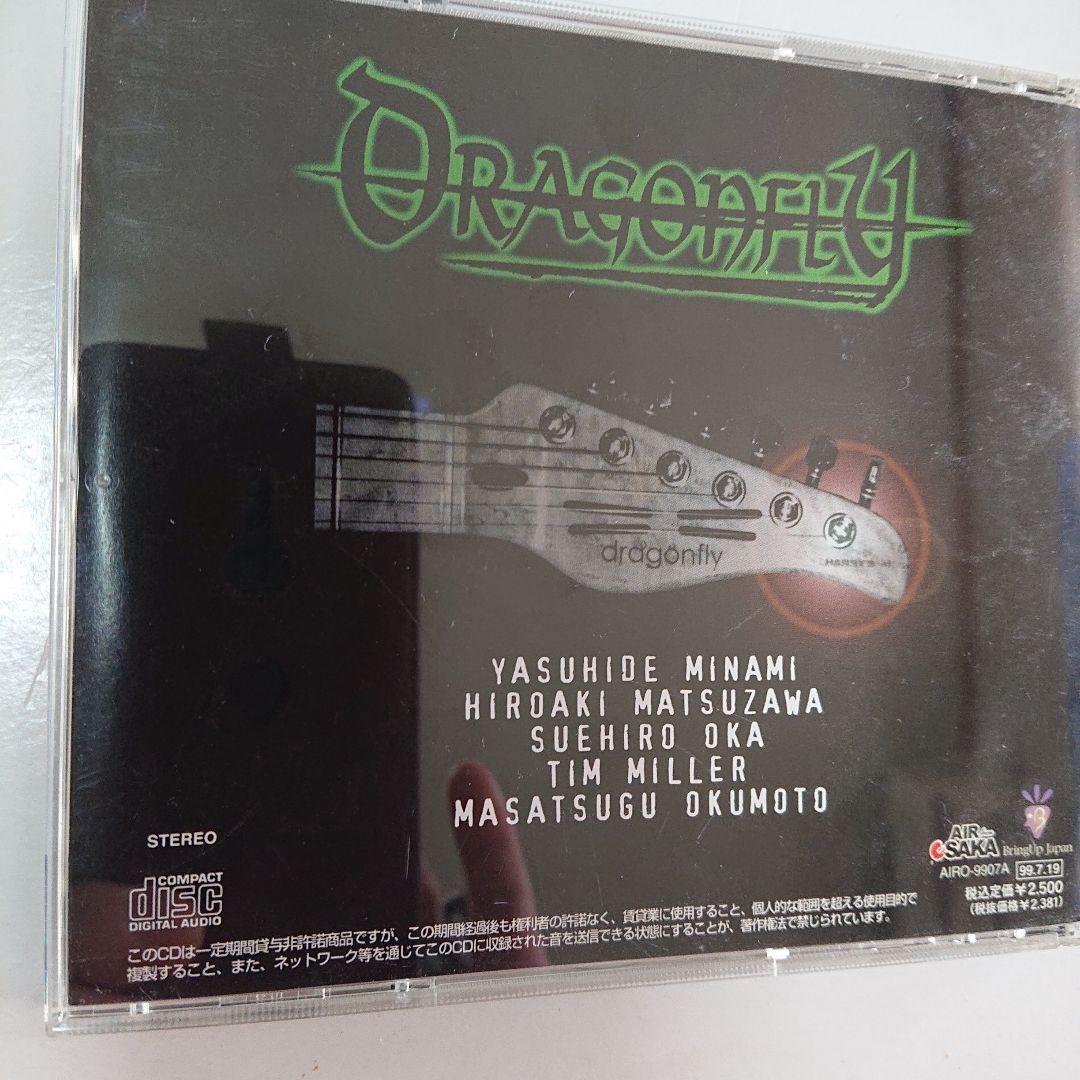 DRAGONFLY
dragönfly
YASUHIDE MINAMI
HIROAKI MATSUZAWA
SUEHIRO OKA
TIM MILLER
MASATSUGU OKUMOTO
STEREO
COMPACT
disc
DIGITAL AUDIO
AIR
OSAKA
B
BringUp Japan
AIRO-9907A 99.7.19
税込定価¥2.500
(税抜価格¥2.381)
このCDは一定期間貸与非許諾商品ですが、この期間経過後も権利者の許諾なく、賃貸業に使用すること、個人的な範囲を超える使用目的で
複製すること、また、ネットワーク等を通じてこのCDに収録された音を送信できる状態にすることが、著作権法で禁じられています。